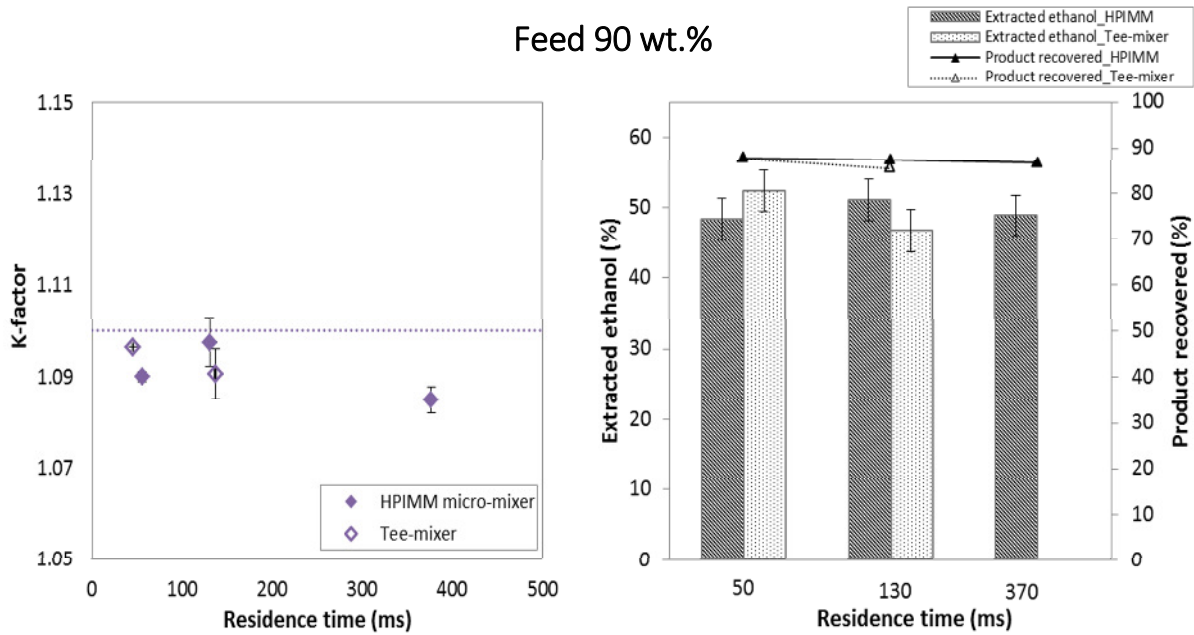 Feed 90 wt.%
Extracted ethanol_HPIMM
Extracted ethanol_Tee-mixer
Product recovered_HPIMM
Product recovered_Tee-mixer
1.15
1.13
1.11
1.09
1.07
1.05
K-factor
HPIMM micro-mixer
Tee-mixer
0 100 200 300 400 500
Residence time (ms)
60
50
40
30
20
10
0
Extracted ethanol (%)
100
90
80
70
60
50
40
30
20
10
0
Product recovered (%)
50 130 370
Residence time (ms)